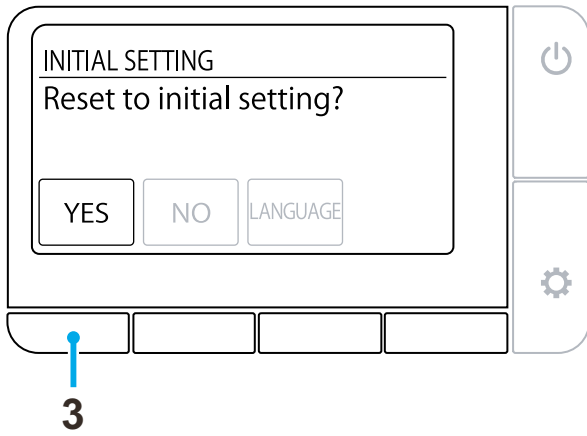 INITIAL SETTING
Reset to initial setting?
YES NO LANGUAGE
3